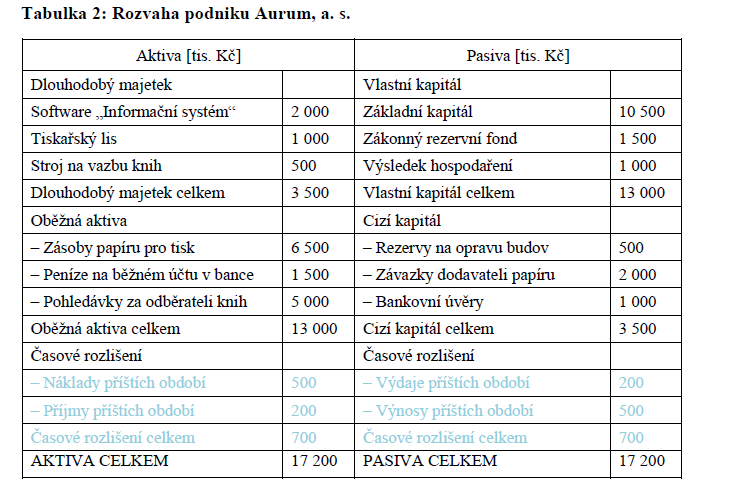 Tabulka 2: Rozvaha podniku Aurum, a. s.
Aktiva [tis. Kč] Pasiva [tis. Kč]
Dlouhodobý majetek Vlastní kapitál
Software „Informační systém“ 2 000 Základní kapitál 10 500
Tiskařský lis 1 000 Zákonný rezervní fond 1 500
Stroj na vazbu knih 500 Výsledek hospodaření 1 000
Dlouhodobý majetek celkem 3 500 Vlastní kapitál celkem 13 000
Oběžná aktiva Cizí kapitál
– Zásoby papíru pro tisk 6 500 – Rezervy na opravu budov 500
– Peníze na běžném účtu v bance 1 500 – Závazky dodavateli papíru 2 000
– Pohledávky za odběrateli knih 5 000 – Bankovní úvěry 1 000
Oběžná aktiva celkem 13 000 Cizí kapitál celkem 3 500
Časové rozlišení Časové rozlišení
– Náklady příštích období 500 – Výdaje příštích období 200
– Příjmy příštích období 200 – Výnosy příštích období 500
Časové rozlišení celkem 700 Časové rozlišení celkem 700
AKTIVA CELKEM 17 200 PASIVA CELKEM 17 200